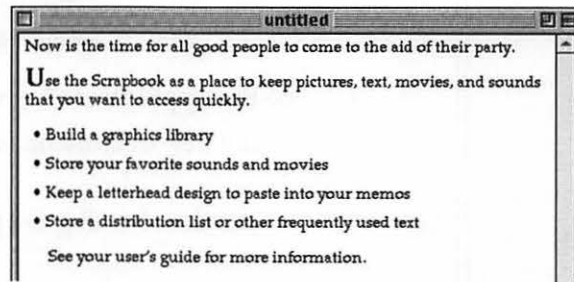 untitled
Now is the time for all good people to come to the aid of their party.
Use the Scrapbook as a place to keep pictures, text, movies, and sounds
that you want to access quickly.
• Build a graphics library
• Store your favorite sounds and movies
• Keep a letterhead design to paste into your memos
• Store a distribution list or other frequently used text
See your user's guide for more information.